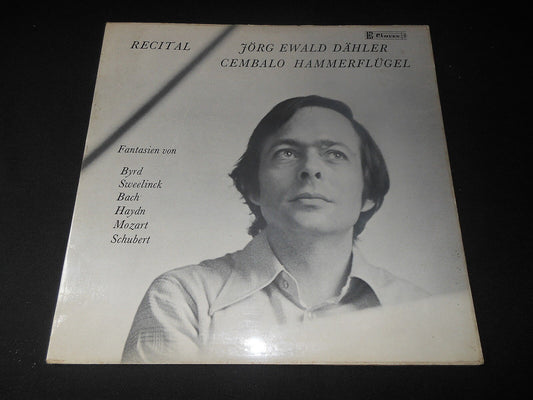 RECITAL
JÖRG EWALD DÄHLER
CEMBALO HAMMERFLÜGEL
Fantasien von
Byrd
Sweelinck
Bach
Haydn
Mozart
Schubert